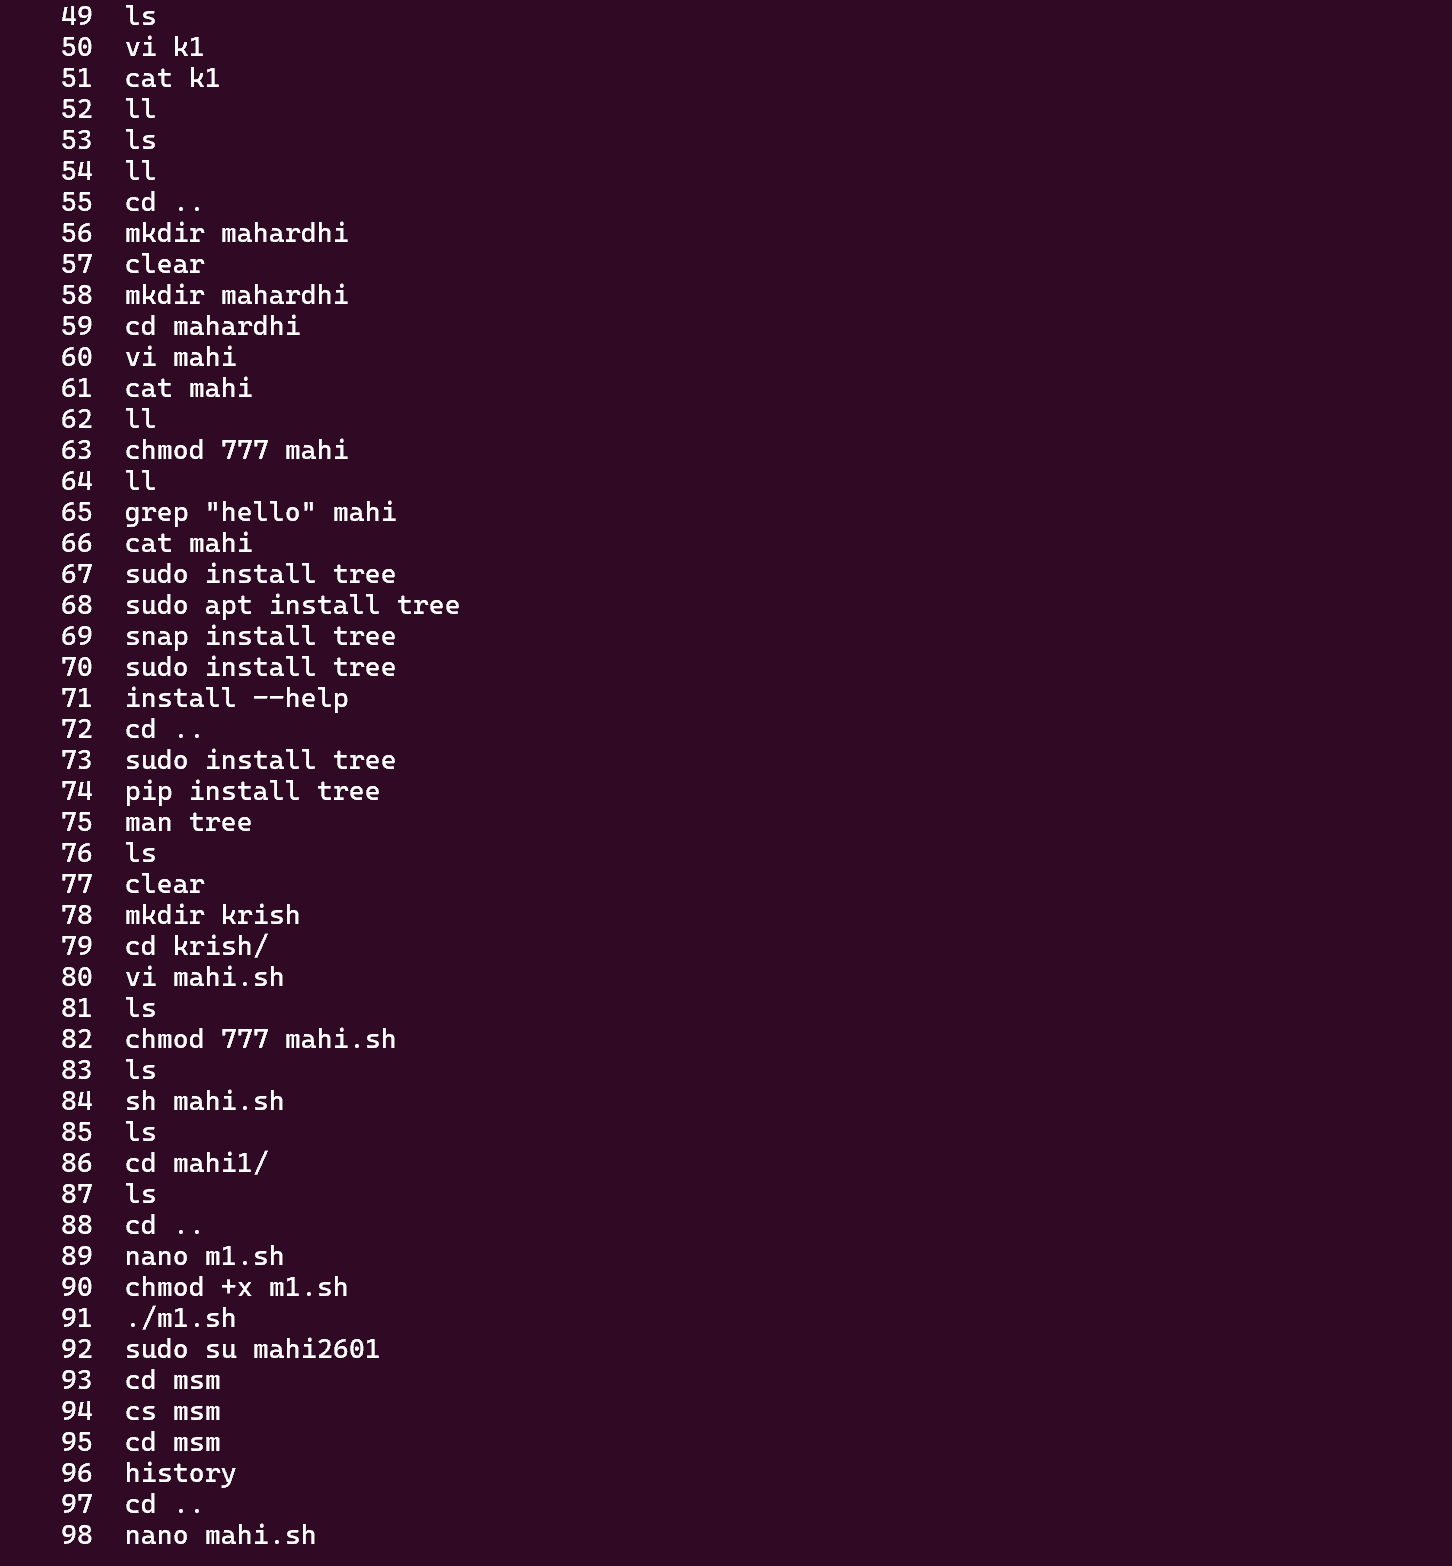 49 ls
50 vi k1
51 cat k1
52 ll
53 ls
54 ll
55 cd ..
56 mkdir mahardhi
57 clear
58 mkdir mahardhi
59 cd mahardhi
60 vi mahi
61 cat mahi
62 ll
63 chmod 777 mahi
64 ll
65 grep "hello" mahi
66 cat mahi
67 sudo install tree
68 sudo apt install tree
69 snap install tree
70 sudo install tree
71 install --help
72 cd ..
73 sudo install tree
74 pip install tree
75 man tree
76 ls
77 clear
78 mkdir krish
79 cd krish/
80 vi mahi.sh
81 ls
82 chmod 777 mahi.sh
83 ls
84 sh mahi.sh
85 ls
86 cd mahi1/
87 ls
88 cd ..
89 nano m1.sh
90 chmod +x m1.sh
91 ./m1.sh
92 sudo su mahi2601
93 cd msm
94 cs msm
95 cd msm
96 history
97 cd ..
98 nano mahi.sh